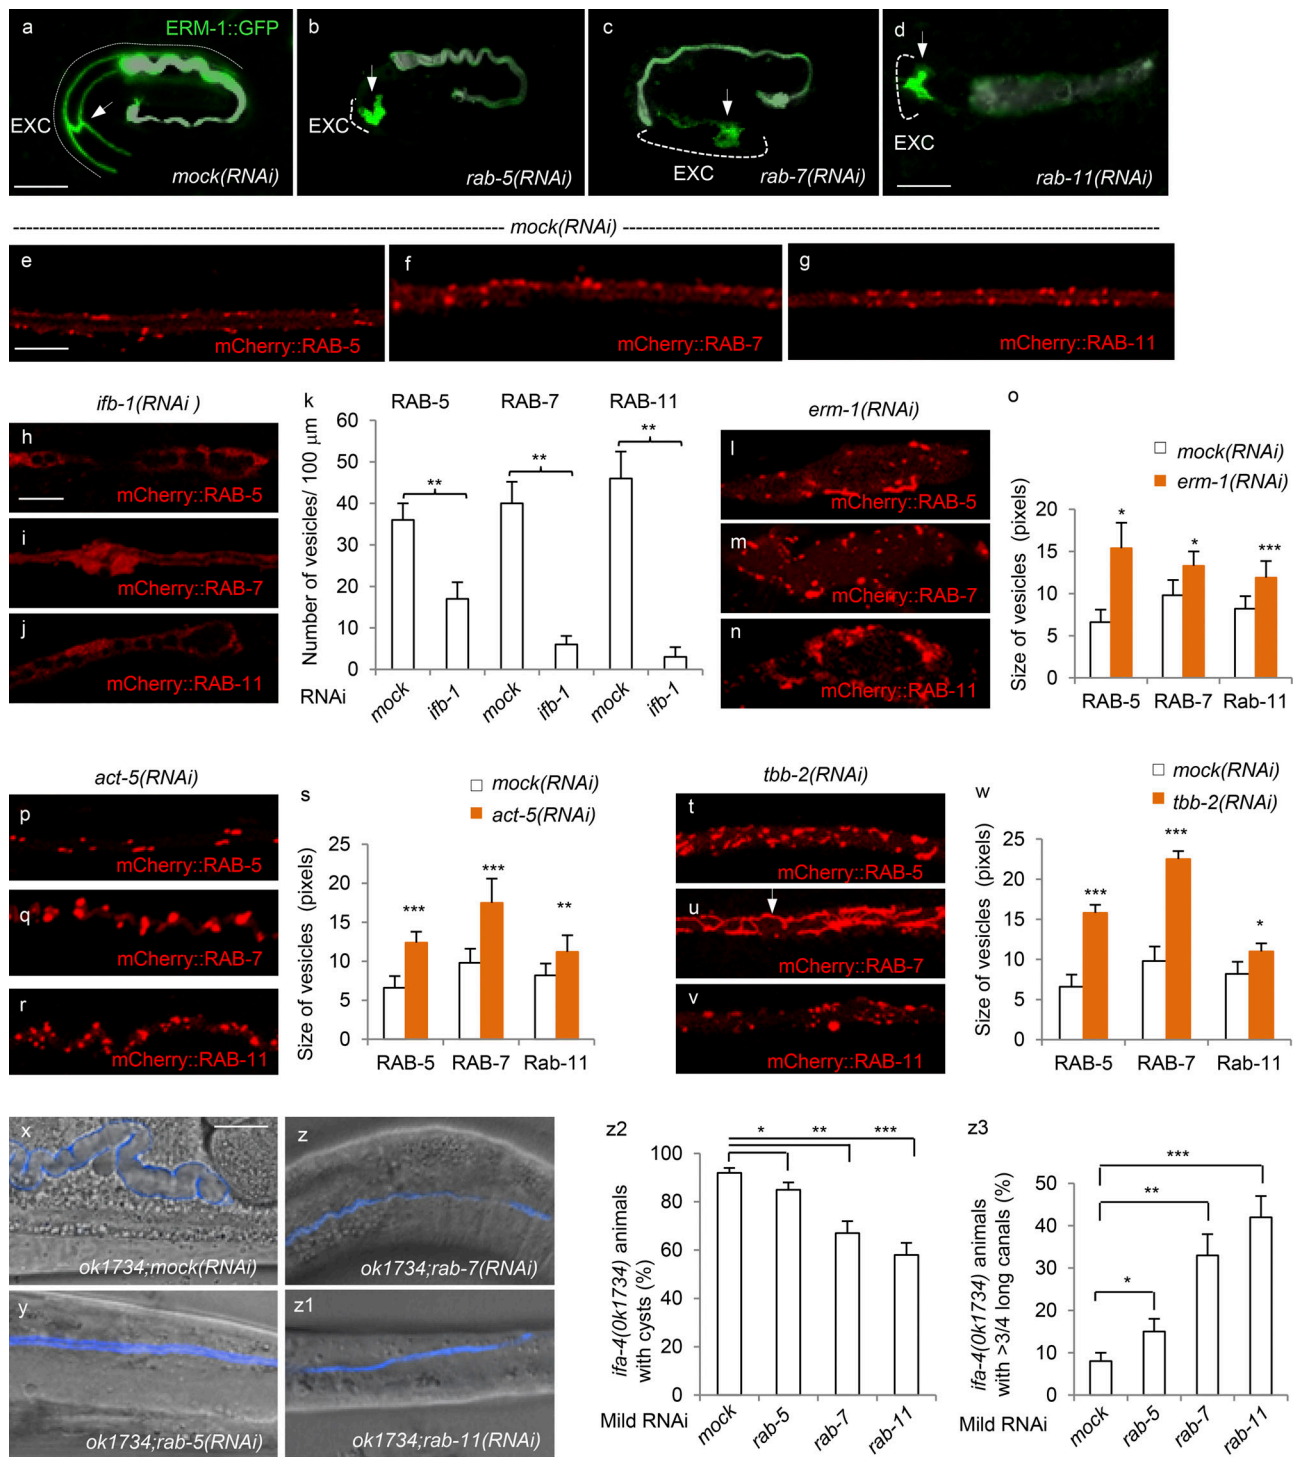 a
ERM-1::GFP
EXC
mock(RNAi)
b
EXC
rab-5(RNAi)
c
EXC
rab-7(RNAi)
d
EXC
rab-11(RNAi)
mock(RNAi)
e
mCherry::RAB-5
f
mCherry::RAB-7
g
mCherry::RAB-11
ifb-1(RNAi )
h
mCherry::RAB-5
i
mCherry::RAB-7
j
mCherry::RAB-11
k
RAB-5 RAB-7 RAB-11
Number of vesicles/ 100 μm
60
50
40
30
20
10
0
** ** **
RNAi
mock ifb-1 mock ifb-1 mock ifb-1
erm-1(RNAi)
l
mCherry::RAB-5
m
mCherry::RAB-7
n
mCherry::RAB-11
o
mock(RNAi)
erm-1(RNAi)
Size of vesicles (pixels)
20
15
10
5
0
* * ***
RAB-5 RAB-7 Rab-11
act-5(RNAi)
p
mCherry::RAB-5
q
mCherry::RAB-7
r
mCherry::RAB-11
s
mock(RNAi)
act-5(RNAi)
Size of vesicles (pixels)
25
20
15
10
5
0
*** *** **
RAB-5 RAB-7 Rab-11
tbb-2(RNAi)
t
mCherry::RAB-5
u
mCherry::RAB-7
v
mCherry::RAB-11
w
mock(RNAi)
tbb-2(RNAi)
Size of vesicles (pixels)
25
20
15
10
5
0
*** *** *
RAB-5 RAB-7 Rab-11
x
ok1734;mock(RNAi)
z
ok1734;rab-7(RNAi)
y
ok1734;rab-5(RNAi)
z1
ok1734;rab-11(RNAi)
z2
ifa-4(0k1734) animals
with cysts (%)
100
80
60
40
20
0
* ** ***
Mild RNAi
mock rab-5 rab-7 rab-11
z3
ifa-4(0k1734) animals
with >3/4 long canals (%)
50
40
30
20
10
0
***
**
*
Mild RNAi
mock rab-5 rab-7 rab-11